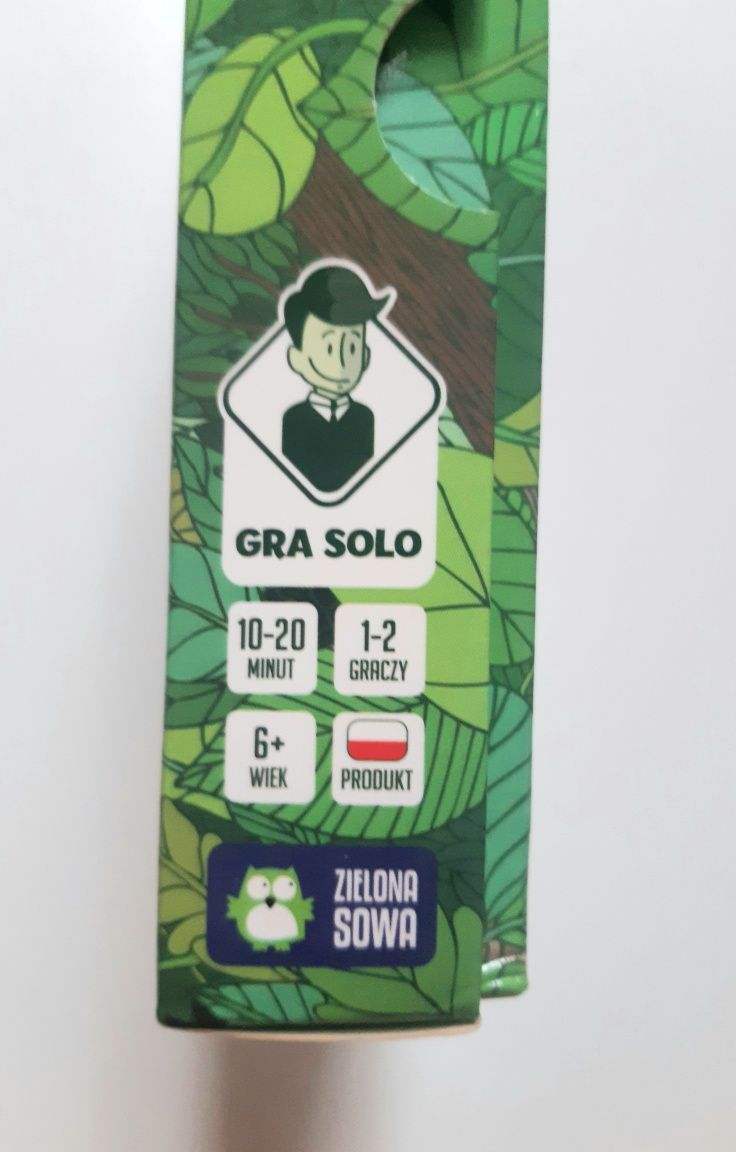 GRA SOLO
10-20
MINUT
1-2
GRACZY
6+
WIEK
PRODUKT
ZIELONA
SOWA